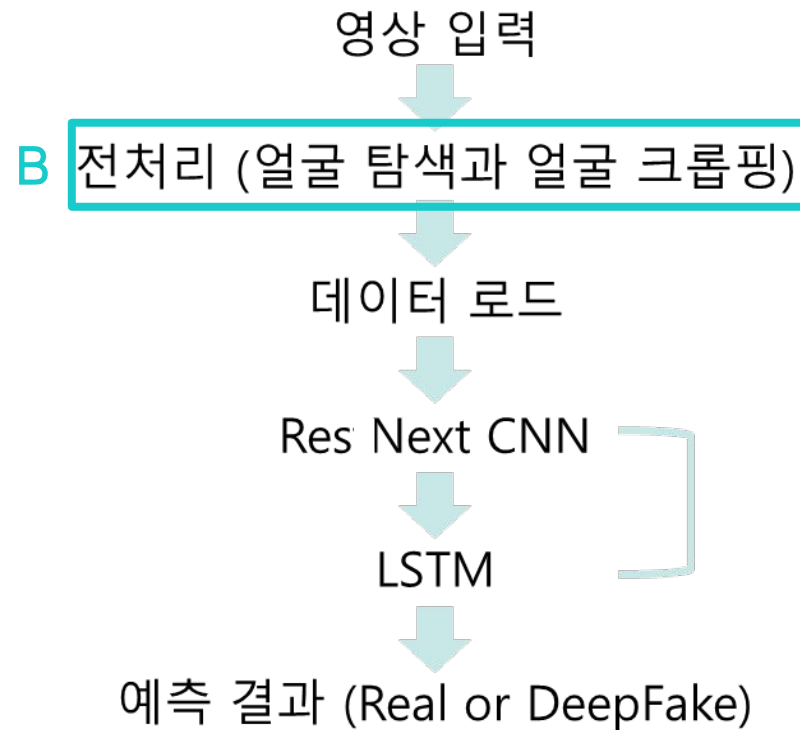 영상 입력
B 전처리 (얼굴 탐색과 얼굴 크롭핑)
데이터 로드
Res Next CNN
LSTM
예측 결과 (Real or DeepFake)